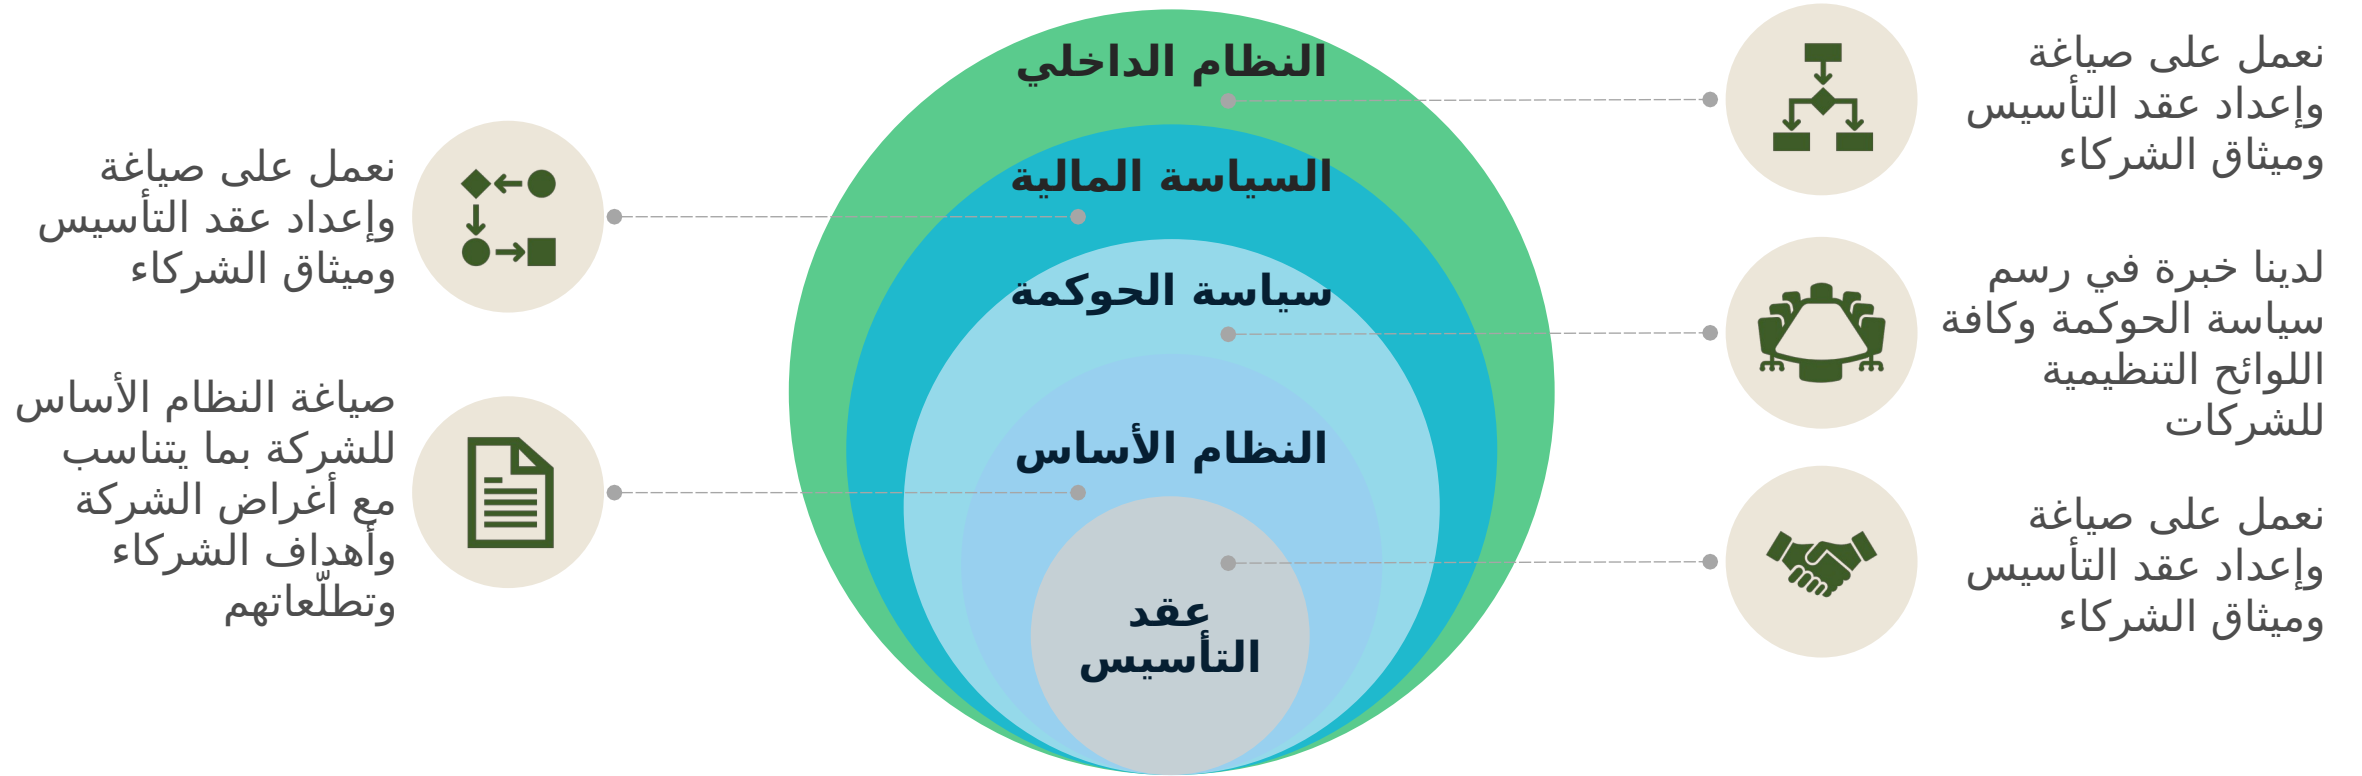 النظام الداخلي
نعمل على صياغة
وإعداد عقد التأسيس
وميثاق الشركاء
السياسة المالية
نعمل على صياغة
وإعداد عقد التأسيس
وميثاق الشركاء
سياسة الحوكمة
لدينا خبرة في رسم
سياسة الحوكمة وكافة
اللوائح التنظيمية
للشركات
النظام الأساس
صياغة النظام الأساس
للشركة بما يتناسب
مع أغراض الشركة
وأهداف الشركاء
وتطلّعاتهم
عقد
التأسيس
نعمل على صياغة
وإعداد عقد التأسيس
وميثاق الشركاء